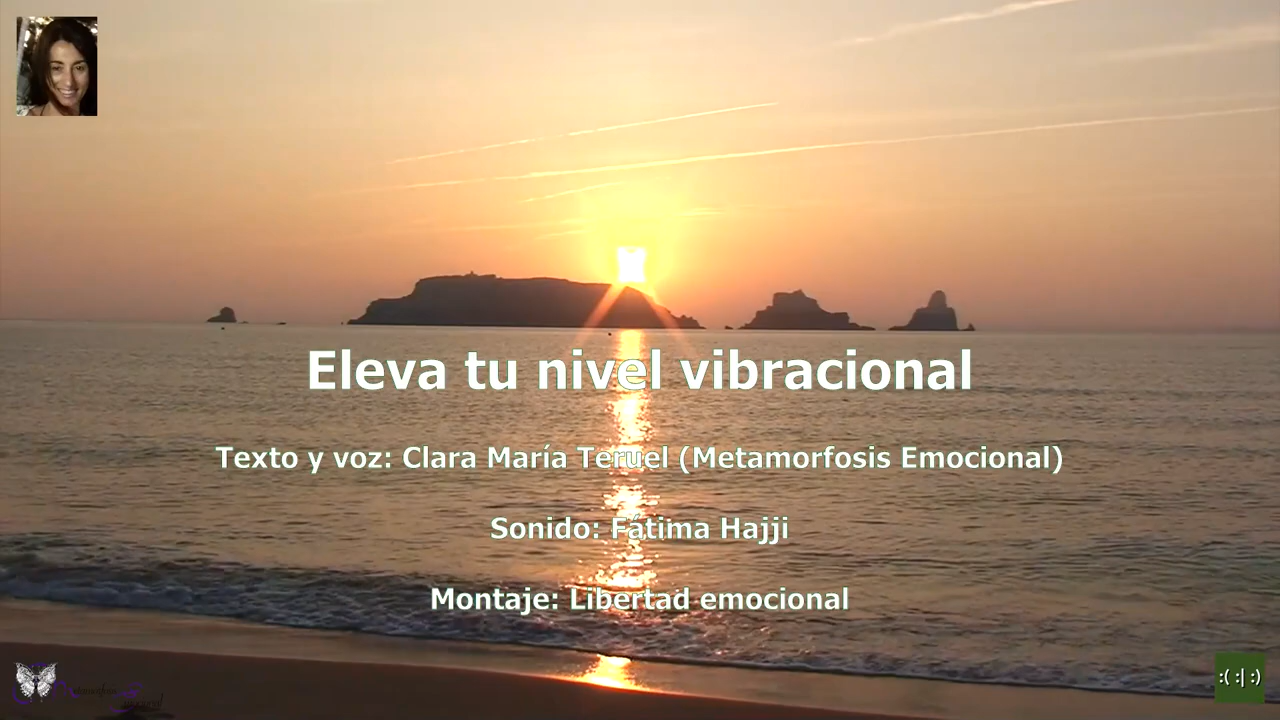 Eleva tu nivel vibracional
Texto y voz: Clara María Teruel (Metamorfosis Emocional)
Sonido: Fátima Hajji
Montaje: Libertad emocional
:( :| :)